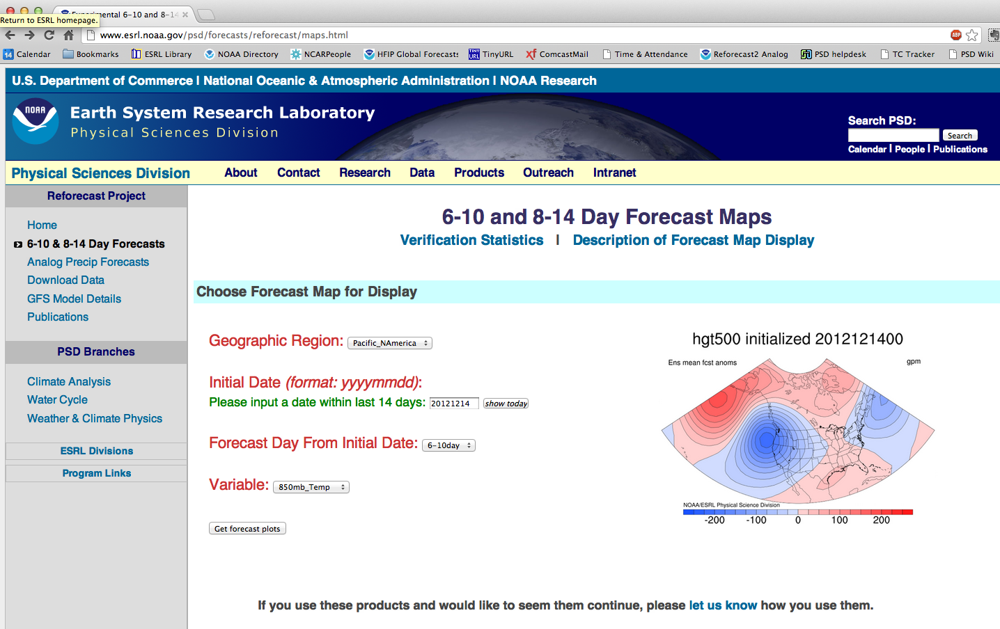 Experimental 6-10 and 8-14
Return to ESRL homepage.
www.esrl.noaa.gov/psd/forecasts/reforecast/maps.html
ABP
14 Calendar Bookmarks ESRL Library NOAA Directory NCARPeople HFIP Global Forecasts TINY URL TinyURL xf ComcastMail Time & Attendance Reforecast2 Analog PSD helpdesk TC Tracker PSD Wiki
U.S. Department of Commerce | National Oceanic & Atmospheric Administration | NOAA Research
NOAA
Earth System Research Laboratory
Physical Sciences Division
Search PSD:
Search
Calendar | People | Publications
Physical Sciences Division About Contact Research Data Products Outreach Intranet
Reforecast Project
Home
6-10 & 8-14 Day Forecasts
Analog Precip Forecasts
Download Data
GFS Model Details
Publications
PSD Branches
Climate Analysis
Water Cycle
Weather & Climate Physics
ESRL Divisions
Program Links
6-10 and 8-14 Day Forecast Maps
Verification Statistics | Description of Forecast Map Display
Choose Forecast Map for Display
Geographic Region: Pacific_NAmerica
Initial Date (format: yyyymmdd):
Please input a date within last 14 days: 20121214 show today
Forecast Day From Initial Date: 6-10day
Variable: 850mb_Temp
Get forecast plots
hgt500 initialized 2012121400
Ens mean fcst anoms gpm
NOAA/ESRL Physical Science Division
-200 -100 0 100 200
If you use these products and would like to seem them continue, please let us know how you use them.